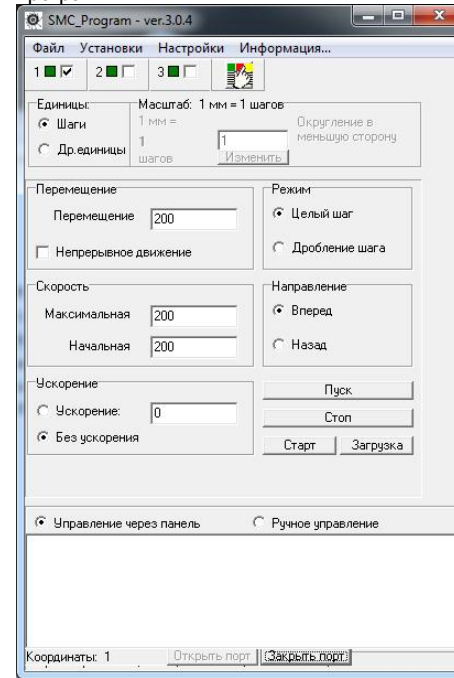 SMC_Program - ver.3.0.4
Файл Установки Настройки Информация...
1 2 3
Единицы: Масштаб: 1 мм = 1 шагов
Шаги 1 мм = Округление в
меньшую сторону
Др.единицы 1 1
шагов Изменить
Перемещение Режим
Перемещение 200 Целый шаг
Непрерывное движение Дробление шага
Скорость Направление
Максимальная 200 Вперед
Начальная 200 Назад
Ускорение Пуск
Ускорение: 0 Стоп
Без ускорения Старт Загрузка
Управление через панель Ручное управление
Координаты: 1 Открыть порт Закрыть порт